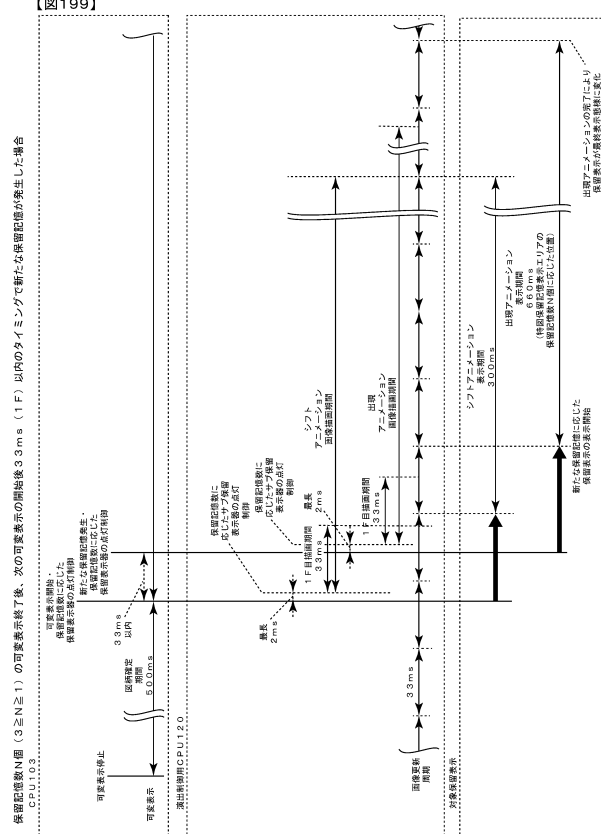 【図199】
保留記憶数N個(3≧N≧1)の可変表示終了後、次の可変表示の開始後33ms(1F)以内のタイミングで新たな保留記憶が発生した場合
CPU103
可変表示停止
可変表示
図柄確定
期間
500ms
33ms
以内
可変表示開始・
保留記憶数に応じた
保留表示器の点灯制御
新たな保留記憶発生・
保留記憶数に応じた
保留表示器の点灯制御
演出制御用CPU120
最長
2ms
保留記憶数に
応じたサブ保留
表示器の点灯
制御
保留記憶数に
応じたサブ保留
表示器の点灯
制御
最長
2ms
1F目描画期間
33ms
シフト
アニメーション
画像描画期間
1F目描画期間
33ms
出現
アニメーション
画像描画期間
画像更新
周期
33ms
対象保留表示
シフトアニメーション
表示期間
300ms
出現アニメーション
表示期間
660ms
(特図保留記憶表示エリアの
保留記憶数N個に応じた位置)
新たな保留記憶に応じた
保留表示の表示開始
出現アニメーションの完了により
保留表示が最終表示態様に変化